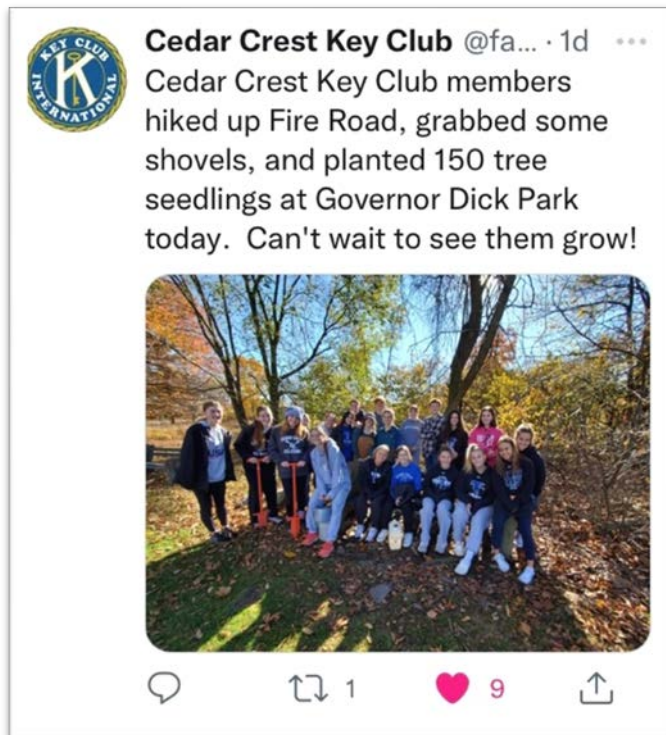 KEY CLUB
K
INTERNATIONAL
Cedar Crest Key Club @fa... · 1d
Cedar Crest Key Club members
hiked up Fire Road, grabbed some
shovels, and planted 150 tree
seedlings at Governor Dick Park
today.  Can't wait to see them grow!
1
9